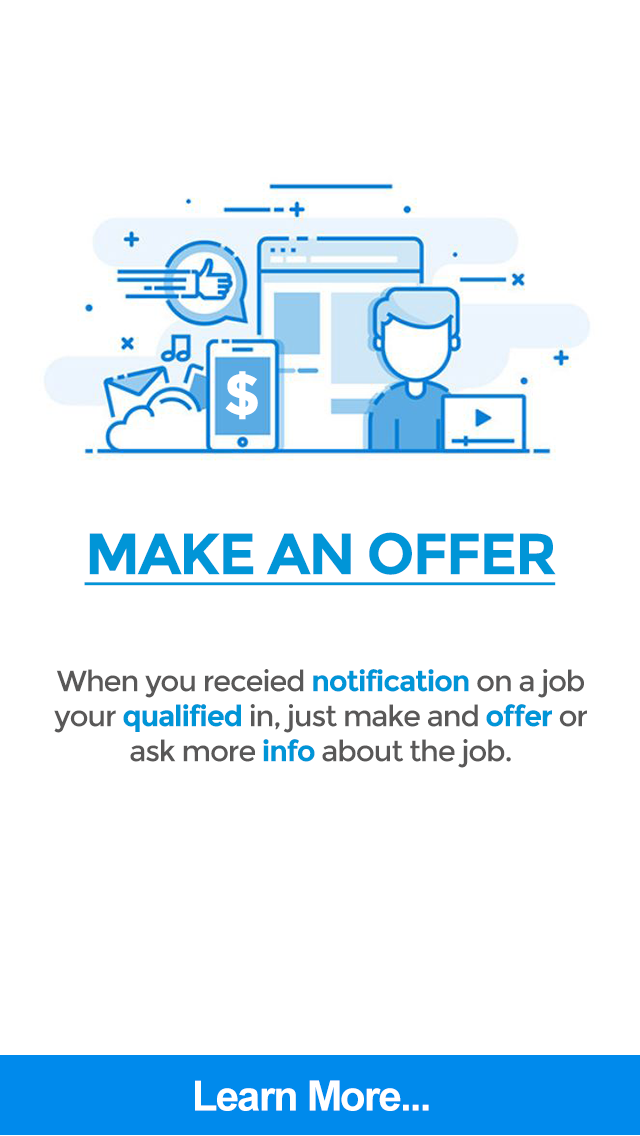 $
MAKE AN OFFER
When you receied notification on a job
your qualified in, just make and offer or
ask more info about the job.
Learn More...